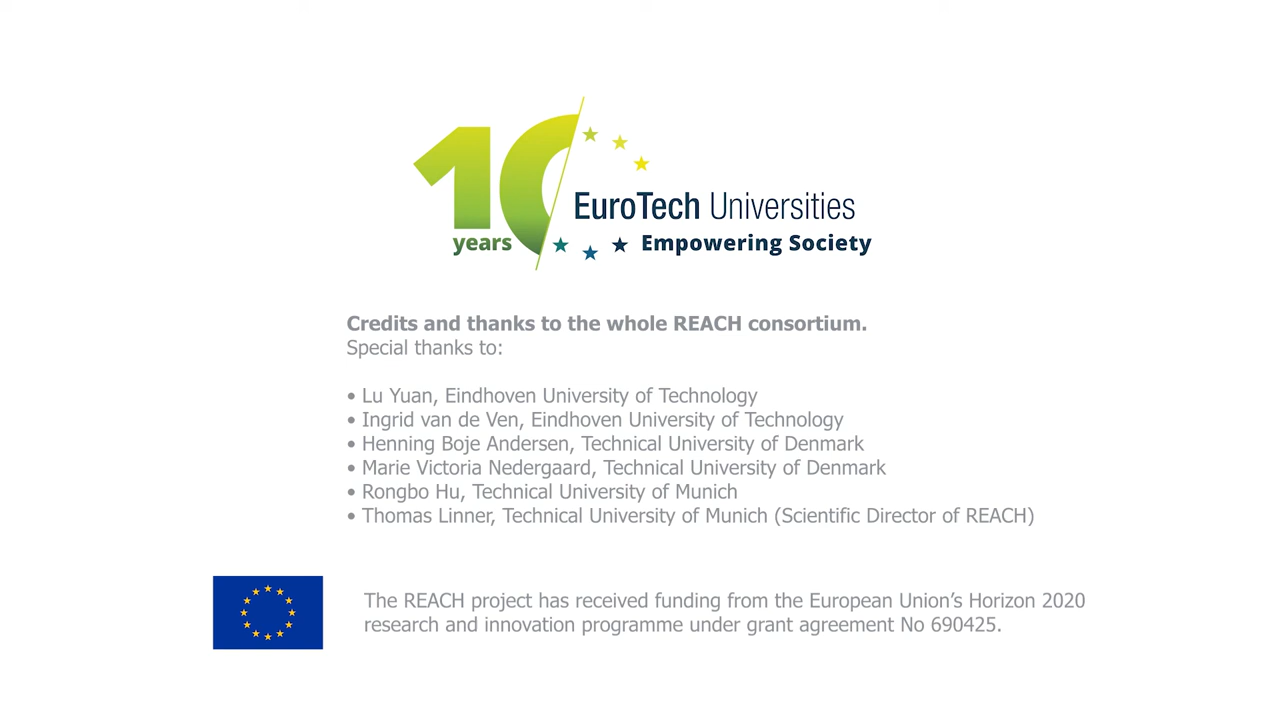 10
years
EuroTech Universities
Empowering Society
Credits and thanks to the whole REACH consortium.
Special thanks to:
• Lu Yuan, Eindhoven University of Technology
• Ingrid van de Ven, Eindhoven University of Technology
• Henning Boje Andersen, Technical University of Denmark
• Marie Victoria Nedergaard, Technical University of Denmark
• Rongbo Hu, Technical University of Munich
• Thomas Linner, Technical University of Munich (Scientific Director of REACH)
The REACH project has received funding from the European Union’s Horizon 2020
research and innovation programme under grant agreement No 690425.